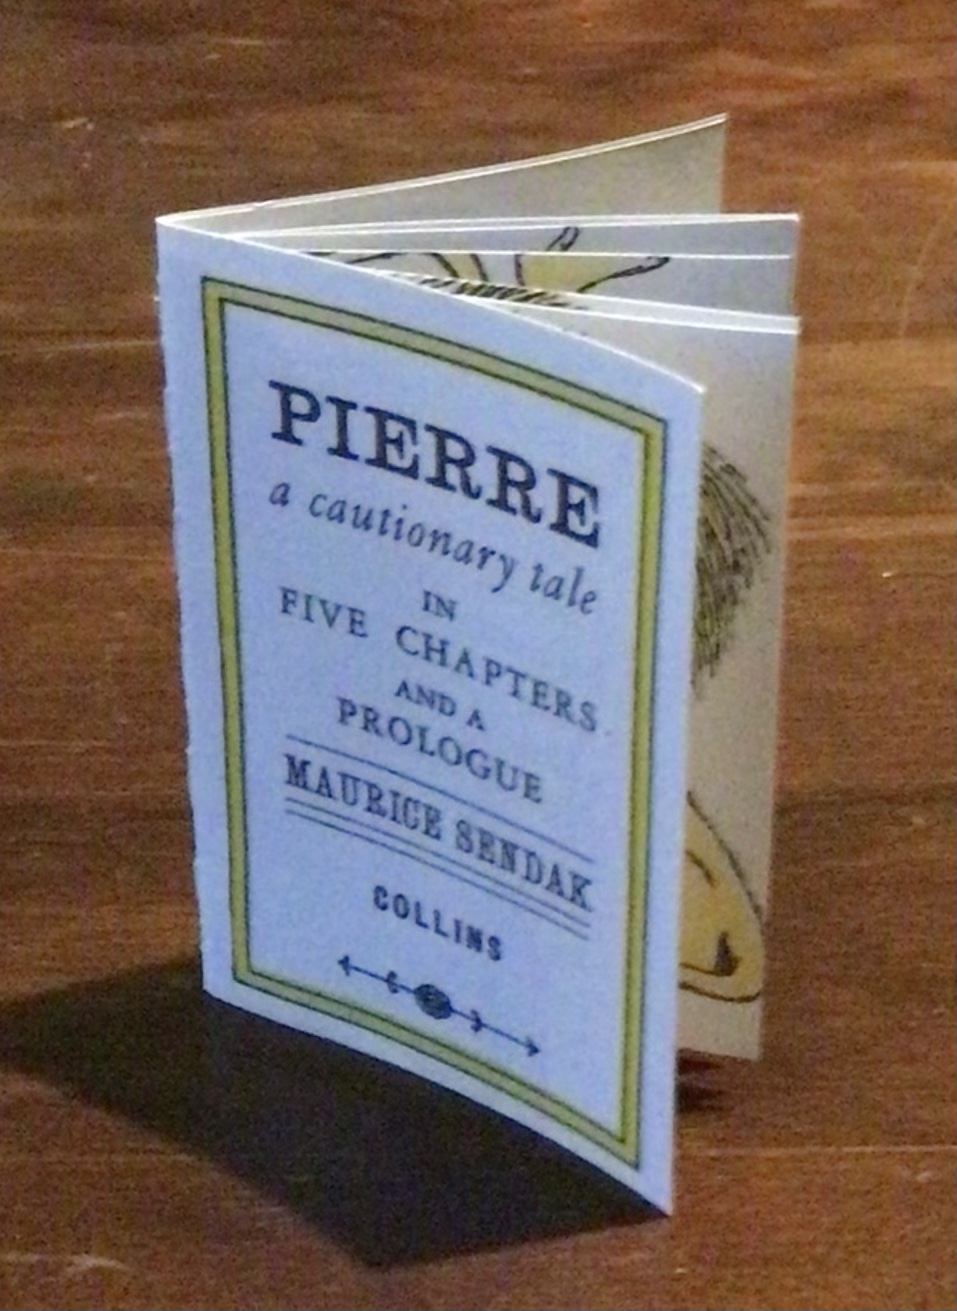 PIERRE
a cautionary tale
IN
FIVE CHAPTERS
AND A
PROLOGUE
MAURICE SENDAK
COLLINS